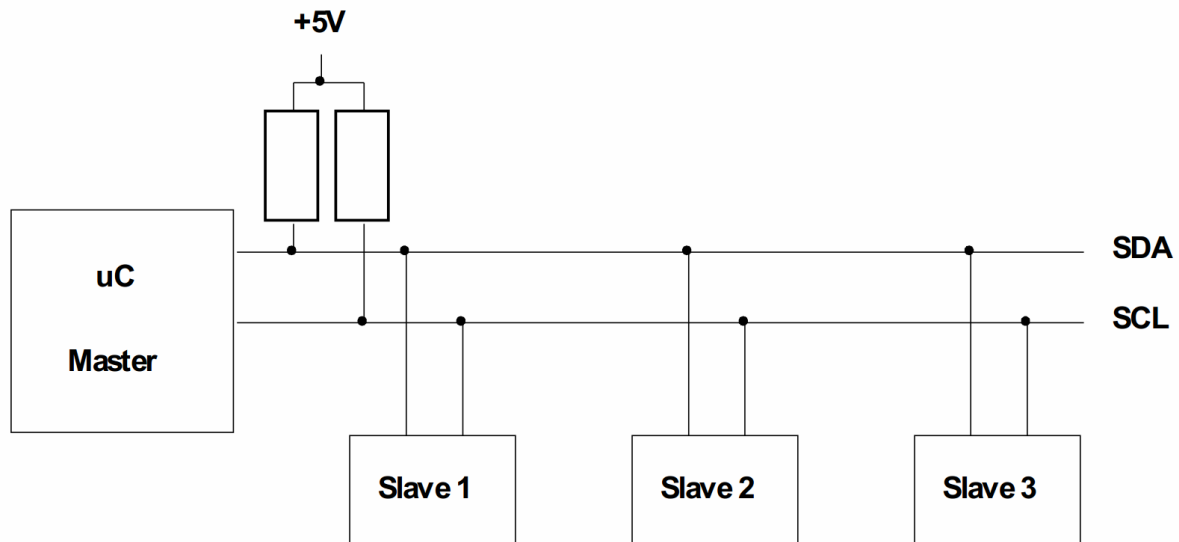 +5V
SDA
uC
SCL
Master
Slave 1
Slave 2
Slave 3